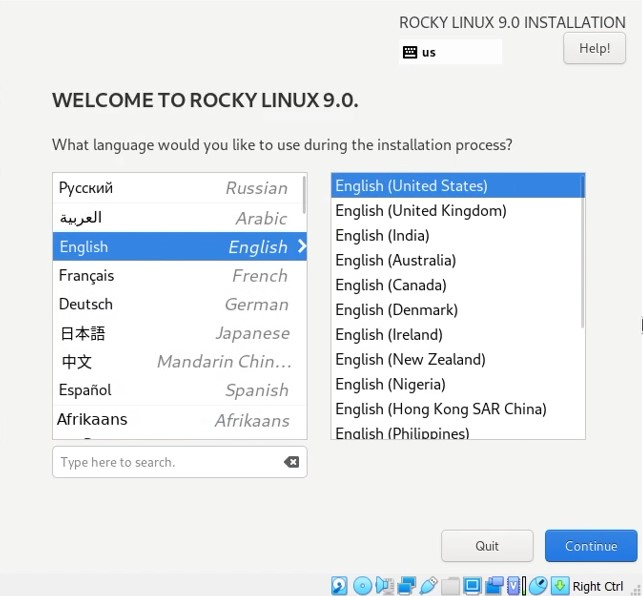 ROCKY LINUX 9.0 INSTALLATION
us
Help!
WELCOME TO ROCKY LINUX 9.0.
What language would you like to use during the installation process?
Русский Russian
العربية Arabic
English English
Français French
Deutsch German
日本語 Japanese
中文 Mandarin Chin...
Español Spanish
Afrikaans Afrikaans
English (United States)
English (United Kingdom)
English (India)
English (Australia)
English (Canada)
English (Denmark)
English (Ireland)
English (New Zealand)
English (Nigeria)
English (Hong Kong SAR China)
English (Philippines)
Type here to search.
Quit
Continue
Right Ctrl